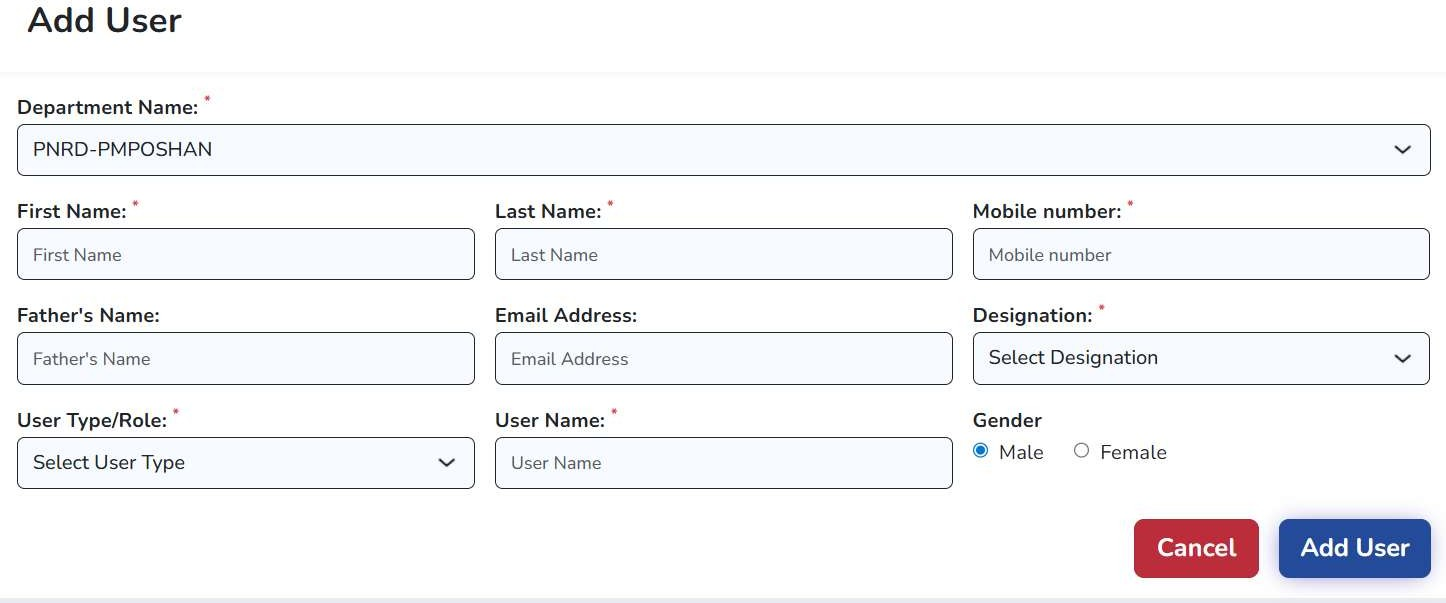 Add User
Department Name: *
PNRD-PMPOSHAN
First Name: * Last Name: * Mobile number: *
First Name Last Name Mobile number
Father's Name: Email Address: Designation: *
Father's Name Email Address Select Designation
User Type/Role: * User Name: * Gender
Select User Type User Name Male Female
Cancel Add User